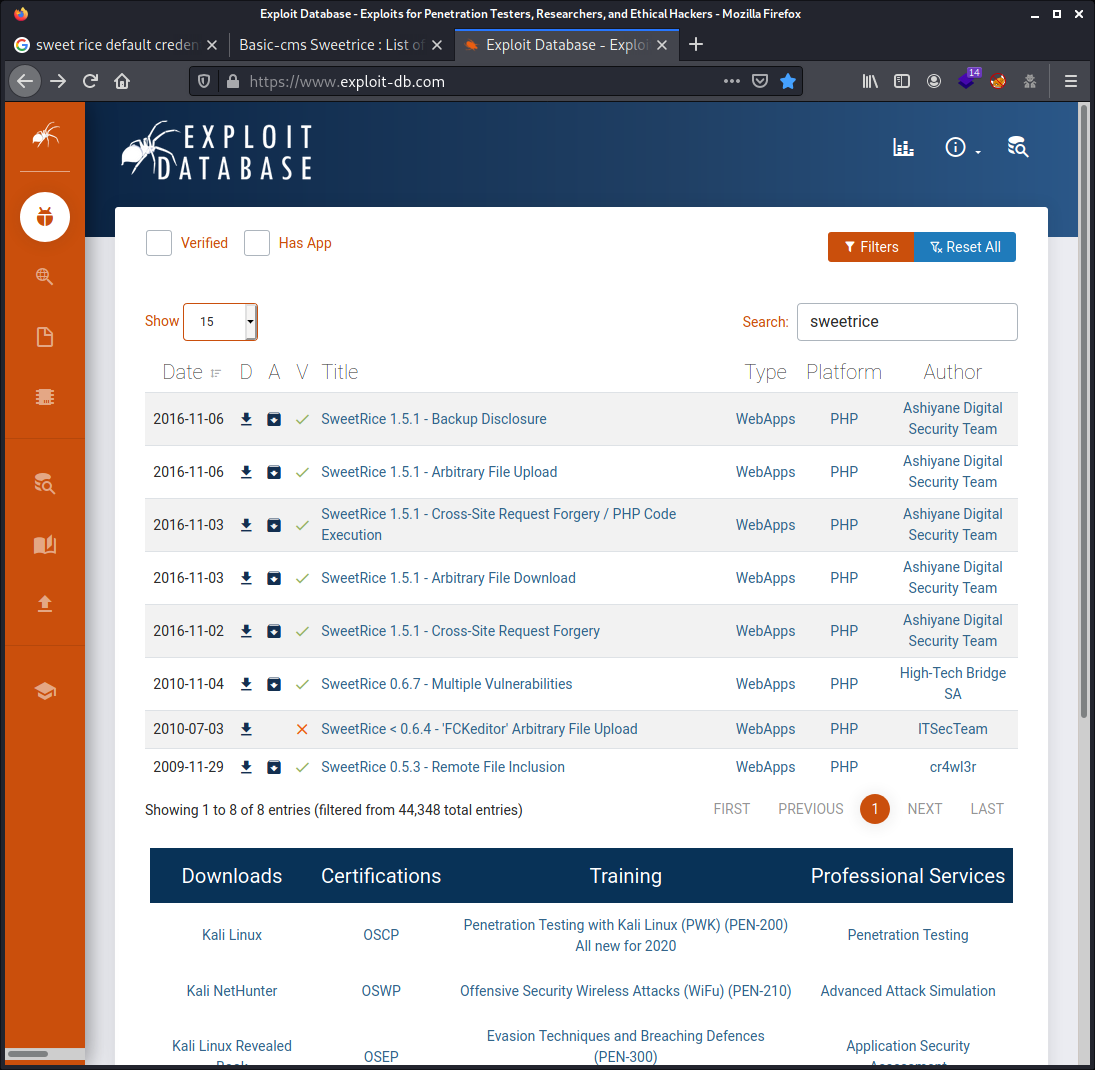 Exploit Database - Exploits for Penetration Testers, Researchers, and Ethical Hackers - Mozilla Firefox
sweet rice default creden
Basic-cms Sweetrice : List of
Exploit Database - Exploi
https://www.exploit-db.com
14
EXPLOIT
DATABASE
Verified
Has App
Filters
Reset All
Show 15
Search: sweetrice
Date D A V Title Type Platform Author
2016-11-06 SweetRice 1.5.1 - Backup Disclosure WebApps PHP Ashiyane Digital
Security Team
2016-11-06 SweetRice 1.5.1 - Arbitrary File Upload WebApps PHP Ashiyane Digital
Security Team
2016-11-03 SweetRice 1.5.1 - Cross-Site Request Forgery / PHP Code
Execution WebApps PHP Ashiyane Digital
Security Team
2016-11-03 SweetRice 1.5.1 - Arbitrary File Download WebApps PHP Ashiyane Digital
Security Team
2016-11-02 SweetRice 1.5.1 - Cross-Site Request Forgery WebApps PHP Ashiyane Digital
Security Team
2010-11-04 SweetRice 0.6.7 - Multiple Vulnerabilities WebApps PHP High-Tech Bridge
SA
2010-07-03 SweetRice < 0.6.4 - 'FCKeditor' Arbitrary File Upload WebApps PHP ITSecTeam
2009-11-29 SweetRice 0.5.3 - Remote File Inclusion WebApps PHP cr4wl3r
Showing 1 to 8 of 8 entries (filtered from 44,348 total entries)
FIRST PREVIOUS 1 NEXT LAST
Downloads Certifications Training Professional Services
Kali Linux OSCP Penetration Testing with Kali Linux (PWK) (PEN-200)
All new for 2020 Penetration Testing
Kali NetHunter OSWP Offensive Security Wireless Attacks (WiFu) (PEN-210) Advanced Attack Simulation
Kali Linux Revealed
Book OSEP Evasion Techniques and Breaching Defences
(PEN-300) Application Security
Assessment